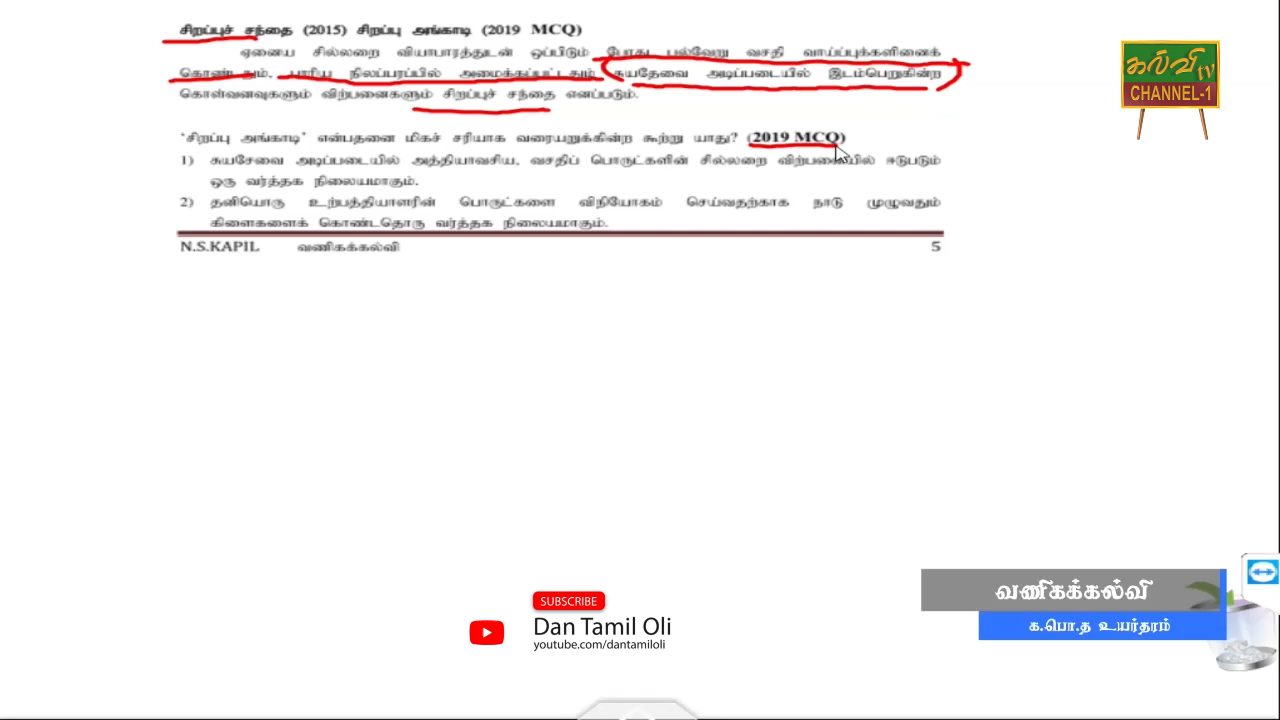 சிறப்புச் சந்தை (2015) சிறப்பு அங்காடி (2019 MCQ)
ஏனைய சில்லறை வியாபாரத்துடன் ஒப்பிடும் போது பல்வேறு வசதி வாய்ப்புக்களினைக்
கொண்டதும், பாரிய நிலப்பரப்பில் அமைக்கப்பட்டதும் சுயதேவை அடிப்படையில் இடம்பெறுகின்ற
கொள்வனவுகளும் விற்பனைகளும் சிறப்புச் சந்தை எனப்படும்.
'சிறப்பு அங்காடி' என்பதனை மிகச் சரியாக வரையறுக்கின்ற கூற்று யாது? (2019 MCQ)
1) சுயசேவை அடிப்படையில் அத்தியாவசிய, வசதிப் பொருட்களின் சில்லறை விற்பனையில் ஈடுபடும்
ஒரு வர்த்தக நிலையமாகும்.
2) தனியொரு உற்பத்தியாளரின் பொருட்களை விநியோகம் செய்வதற்காக நாடு முழுவதும்
கிளைகளைக் கொண்டதொரு வர்த்தக நிலையமாகும்.
N.S.KAPIL வணிகக்கல்வி 5
கல்வி tv
CHANNEL-1
SUBSCRIBE
Dan Tamil Oli
youtube.com/dantamiloli
வணிகக்கல்வி
க.பொ.த உயர்தரம்